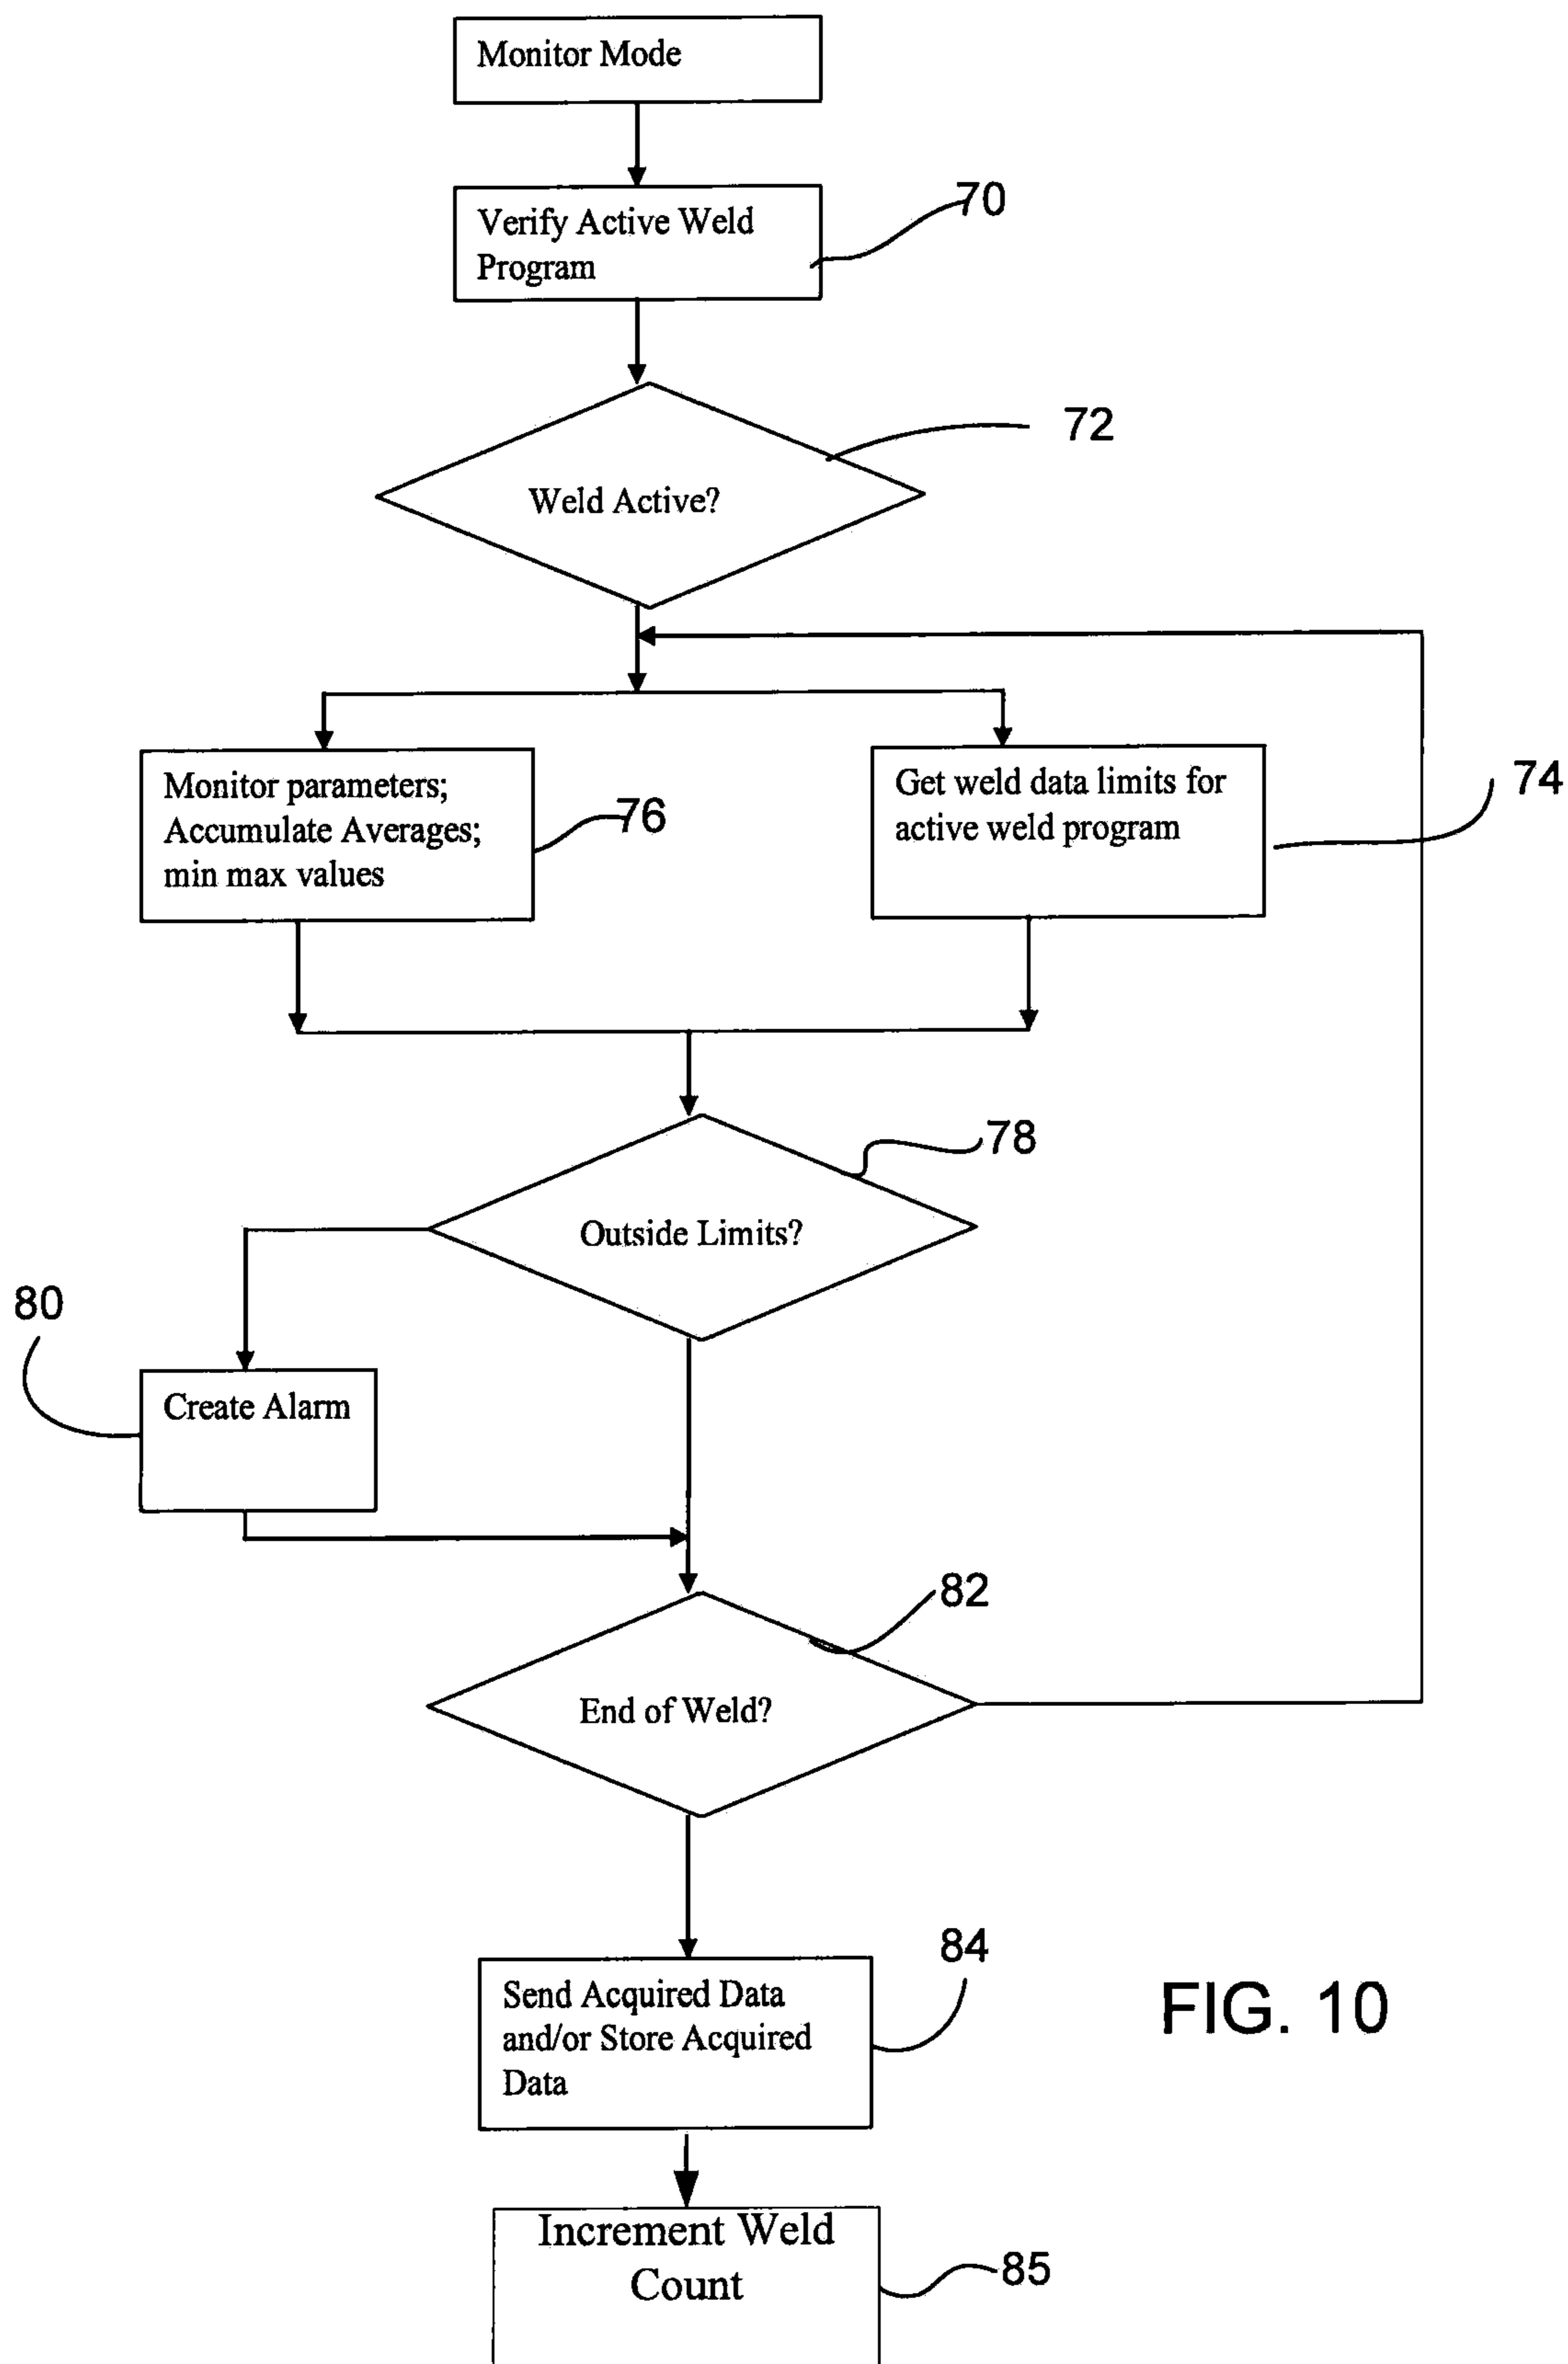 Monitor Mode
Verify Active Weld
Program
70
72
Weld Active?
Monitor parameters;
Accumulate Averages;
min max values
76
Get weld data limits for
active weld program
74
78
Outside Limits?
80
Create Alarm
82
End of Weld?
84
Send Acquired Data
and/or Store Acquired
Data
FIG. 10
Increment Weld
Count
85